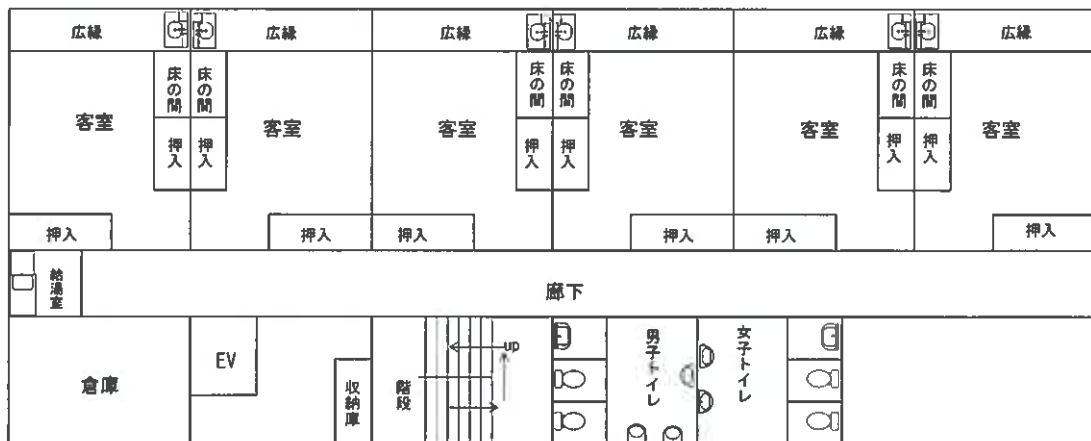 広縁 広縁 広縁 広縁 広縁 広縁
床の間 床の間 床の間 床の間 床の間 床の間
客室 客室 客室 客室 客室 客室
押入 押入 押入 押入 押入 押入
押入 押入 押入 押入 押入 押入
給湯室
廊下
倉庫
EV
収納庫
階段
up
男子トイレ
女子トイレ